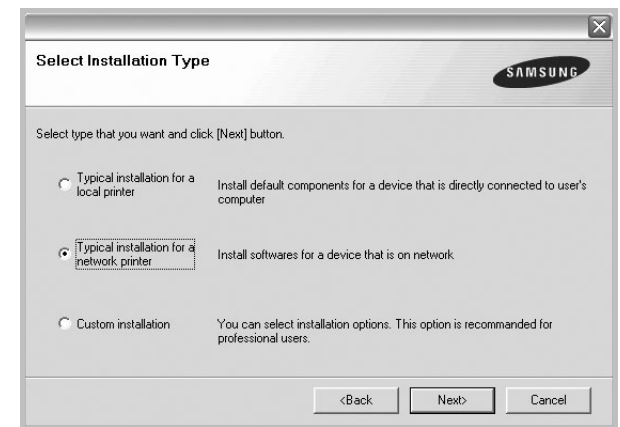 Select Installation Type
SAMSUNG
Select type that you want and click [Next] button.
Typical installation for a
local printer
Install default components for a device that is directly connected to user's
computer
Typical installation for a
network printer
Install softwares for a device that is on network
Custom installation
You can select installation options. This option is recommanded for
professional users.
<Back
Next>
Cancel